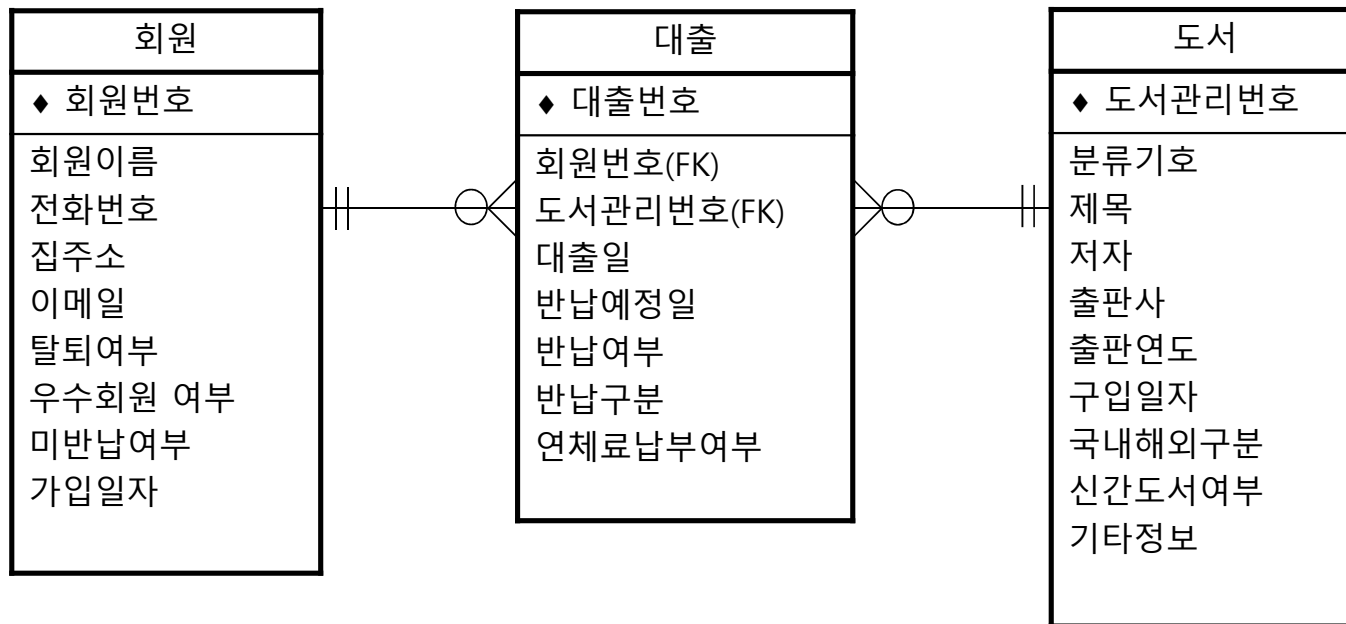 회원
♦ 회원번호
회원이름
전화번호
집주소
이메일
탈퇴여부
우수회원 여부
미반납여부
가입일자
대출
♦ 대출번호
회원번호(FK)
도서관리번호(FK)
대출일
반납예정일
반납여부
반납구분
연체료납부여부
도서
♦ 도서관리번호
분류기호
제목
저자
출판사
출판연도
구입일자
국내해외구분
신간도서여부
기타정보